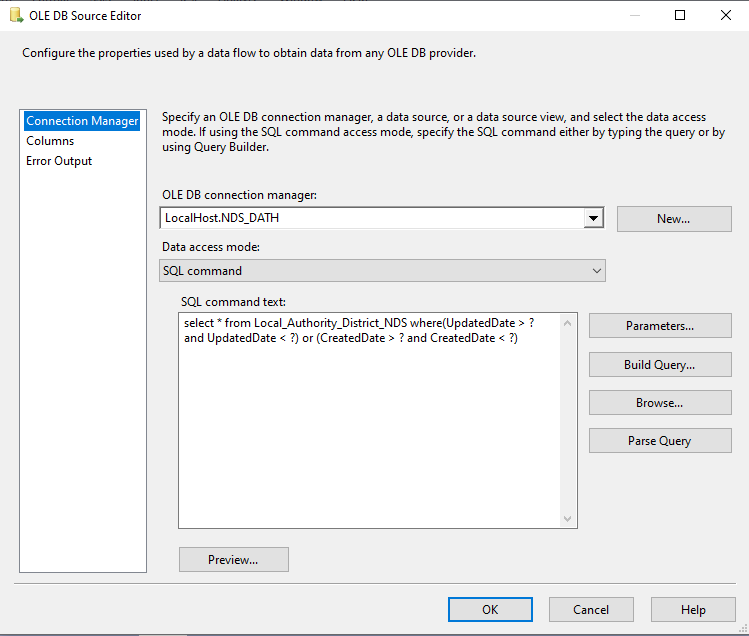 OLE DB Source Editor
Configure the properties used by a data flow to obtain data from any OLE DB provider.
Connection Manager
Columns
Error Output
Specify an OLE DB connection manager, a data source, or a data source view, and select the data access
mode. If using the SQL command access mode, specify the SQL command either by typing the query or by
using Query Builder.
OLE DB connection manager:
LocalHost.NDS_DATH
New...
Data access mode:
SQL command
SQL command text:
select * from Local_Authority_District_NDS where(UpdatedDate > ?
and UpdatedDate < ?) or (CreatedDate > ? and CreatedDate < ?)
Parameters...
Build Query...
Browse...
Parse Query
Preview...
OK
Cancel
Help